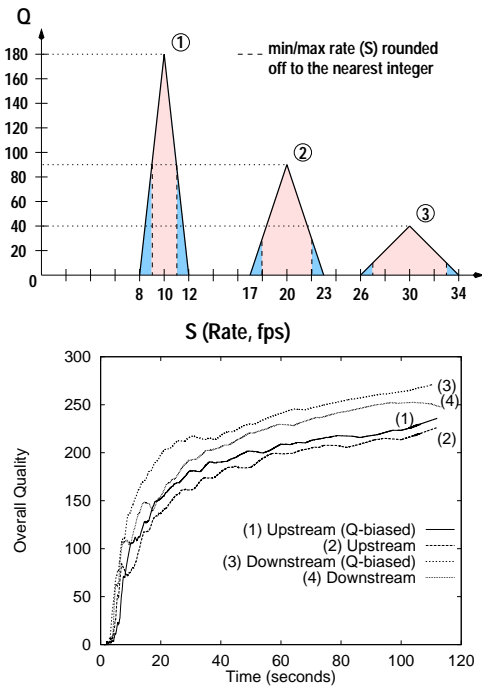 Q
180
160
140
120
100
80
60
40
20
0
1
2
3
min/max rate (S) rounded
off to the nearest integer
8 10 12 17 20 23 26 30 34
S (Rate, fps)
300
250
200
150
100
50
0
Overall Quality
(3)
(4)
(1)
(2)
(1) Upstream (Q-biased)
(2) Upstream
(3) Downstream (Q-biased)
(4) Downstream
0 20 40 60 80 100 120
Time (seconds)